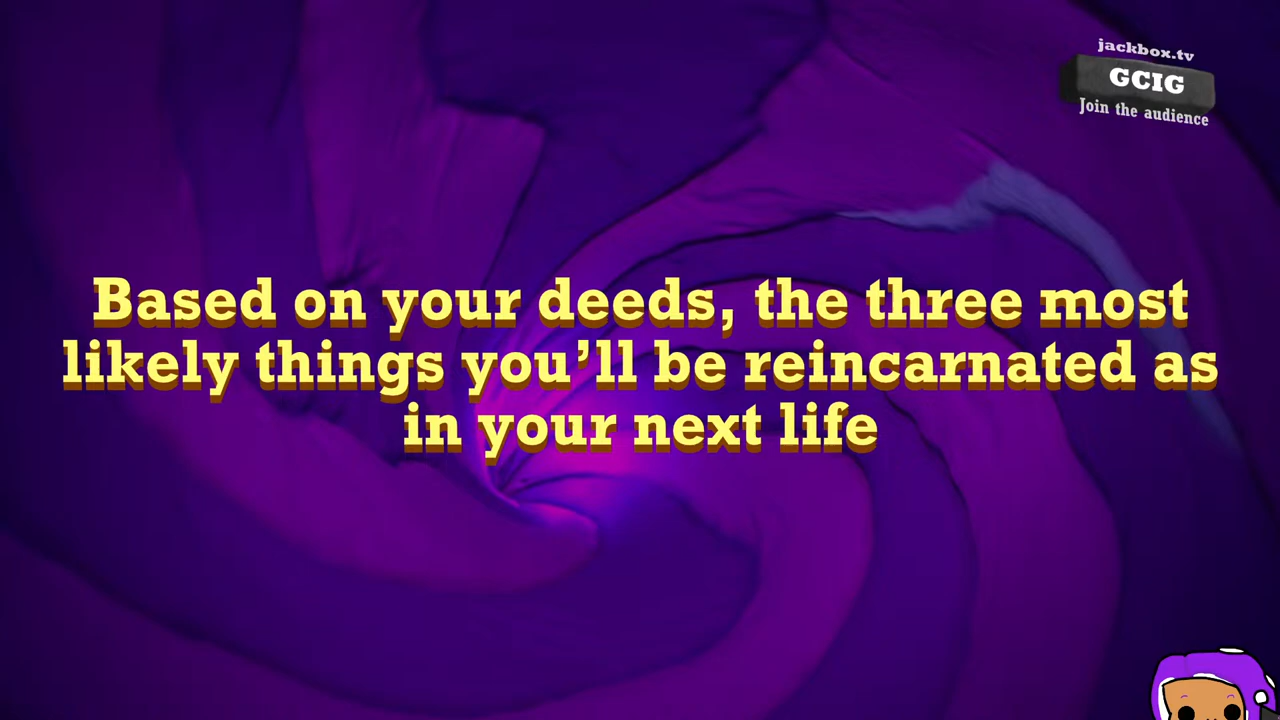 jackbox.tv
GCIG
Join the audience
Based on your deeds, the three most
likely things you'll be reincarnated as
in your next life